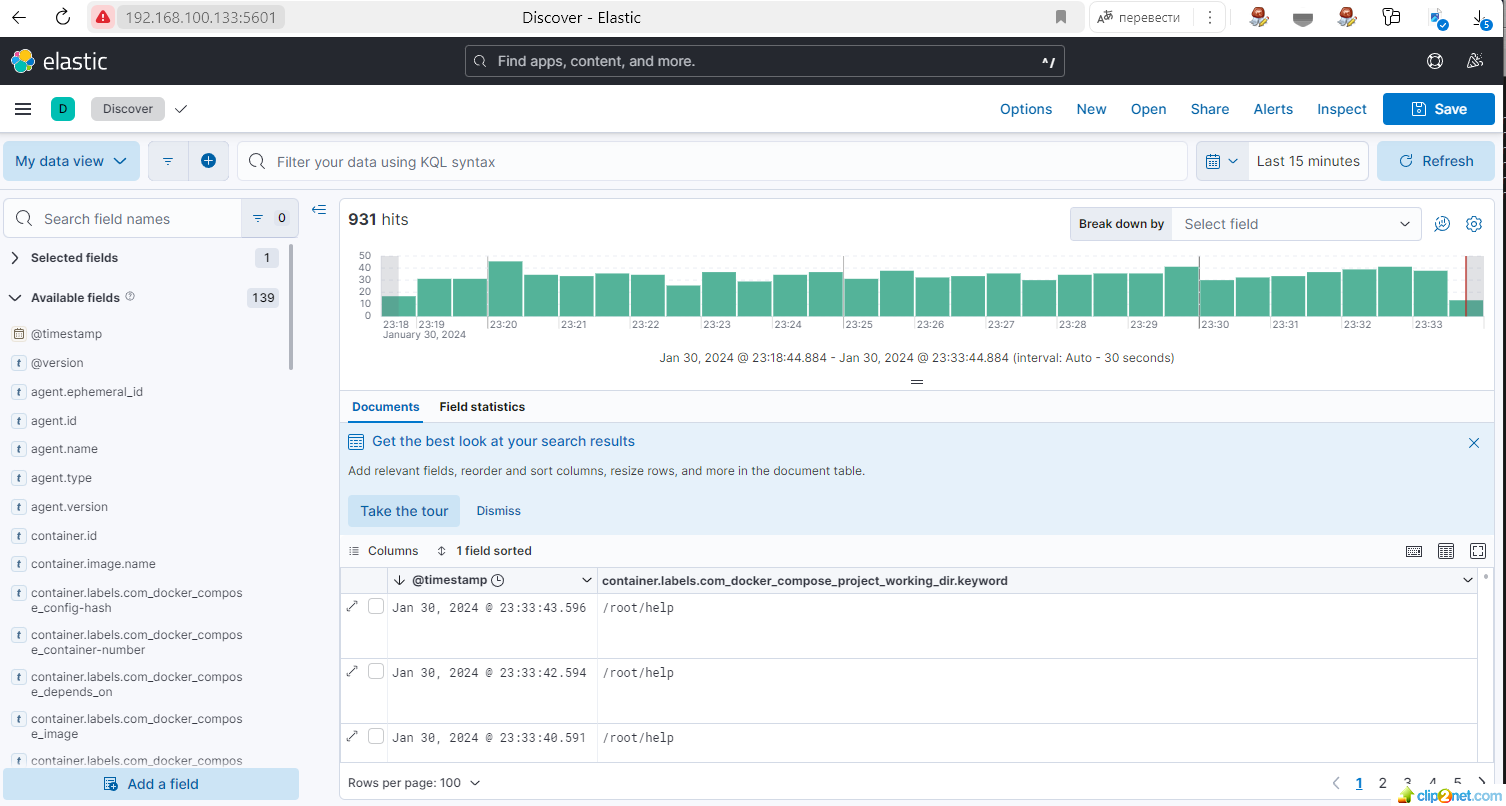 192.168.100.133:5601
Discover - Elastic
перевести
5
elastic
Find apps, content, and more.
^/
D
Discover
Options
New
Open
Share
Alerts
Inspect
Save
My data view
Filter your data using KQL syntax
Last 15 minutes
Refresh
Search field names
0
Selected fields
1
Available fields
139
@timestamp
t @version
t agent.ephemeral_id
t agent.id
t agent.name
t agent.type
t agent.version
t container.id
t container.image.name
t container.labels.com_docker_compos
e_config-hash
t container.labels.com_docker_compos
e_container-number
t container.labels.com_docker_compos
e_depends_on
t container.labels.com_docker_compos
e_image
t container.labels.com_docker_compos
Add a field
931 hits
Break down by
Select field
50
40
30
20
10
0
23:18 23:19 23:20 23:21 23:22 23:23 23:24 23:25 23:26 23:27 23:28 23:29 23:30 23:31 23:32 23:33
January 30, 2024
Jan 30, 2024 @ 23:18:44.884 - Jan 30, 2024 @ 23:33:44.884 (interval: Auto - 30 seconds)
Documents
Field statistics
Get the best look at your search results
Add relevant fields, reorder and sort columns, resize rows, and more in the document table.
Take the tour
Dismiss
Columns
1 field sorted
@timestamp
container.labels.com_docker_compose_project_working_dir.keyword
Jan 30, 2024 @ 23:33:43.596 /root/help
Jan 30, 2024 @ 23:33:42.594 /root/help
Jan 30, 2024 @ 23:33:40.591 /root/help
Rows per page: 100
1 2 3 4 5
clip2net.com